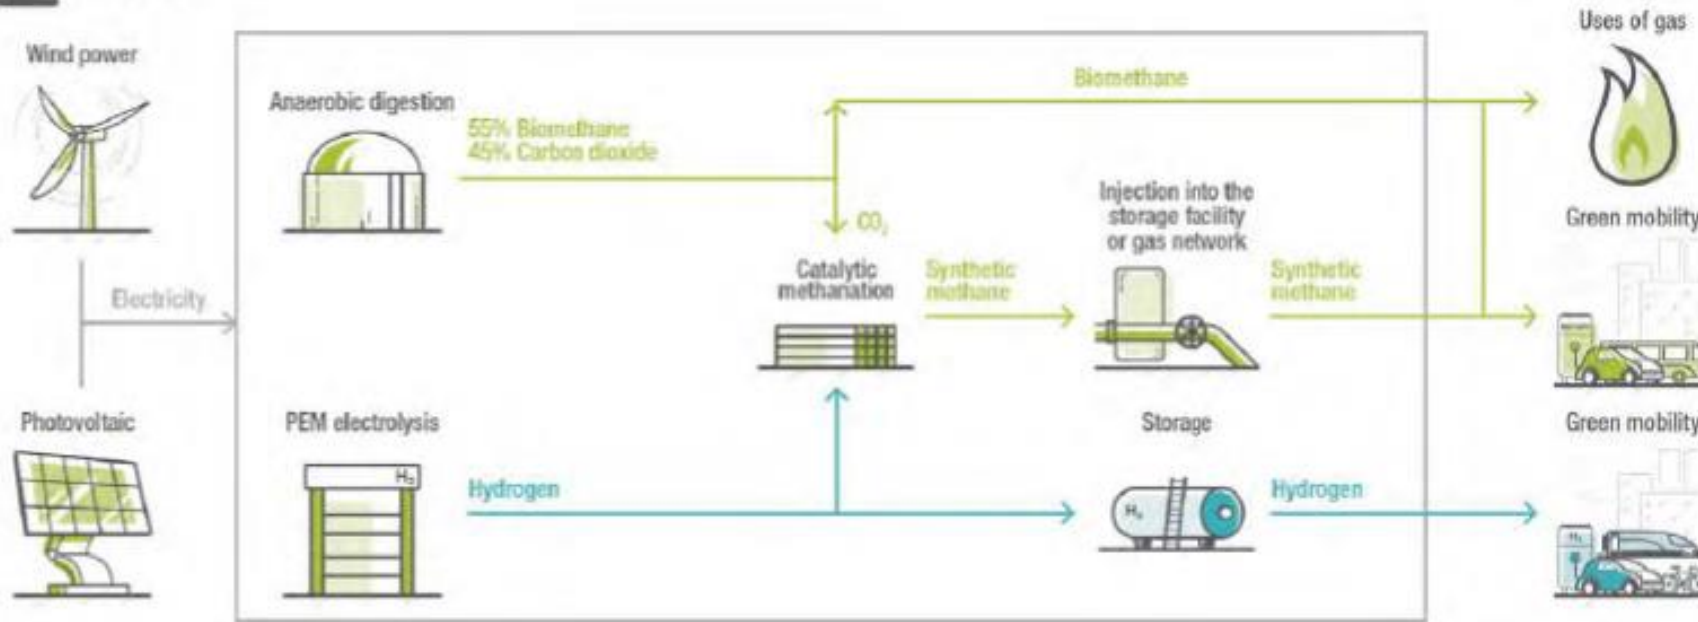 Wind power
Electricity
Photovoltaic
Anaerobic digestion
55% Biomethane
45% Carbon dioxide
PEM electrolysis
H₂
Hydrogen
CO₂
Catalytic
methanation
Synthetic
methane
Biomethane
Injection into the
storage facility
or gas network
Synthetic
methane
Storage
H₂
Hydrogen
Uses of gas
Green mobility
Green mobility
H₂